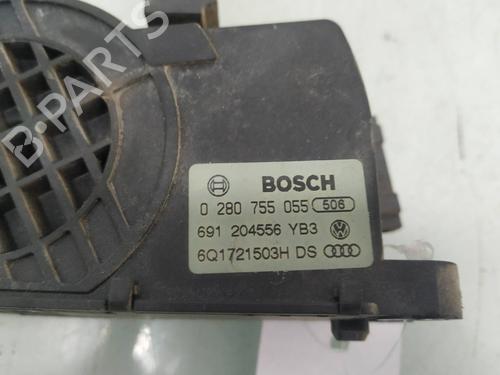 B-PARTS
BOSCH
0 280 755 055 506
691 204556 YB3
6Q1721503H DS